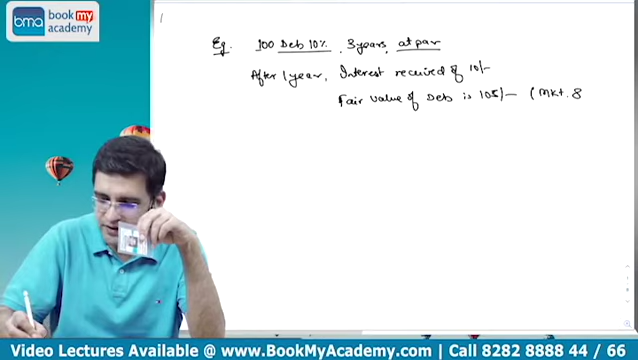 bma
book
my
academy
Eg. 100 Deb 10% 3 years, at par
After 1 year, Interest received of 10/-
Fair value of Deb is 105/- (Mkt. 8
Video Lectures Available @ www.BookMyAcademy.com | Call 8282 8888 44 / 66